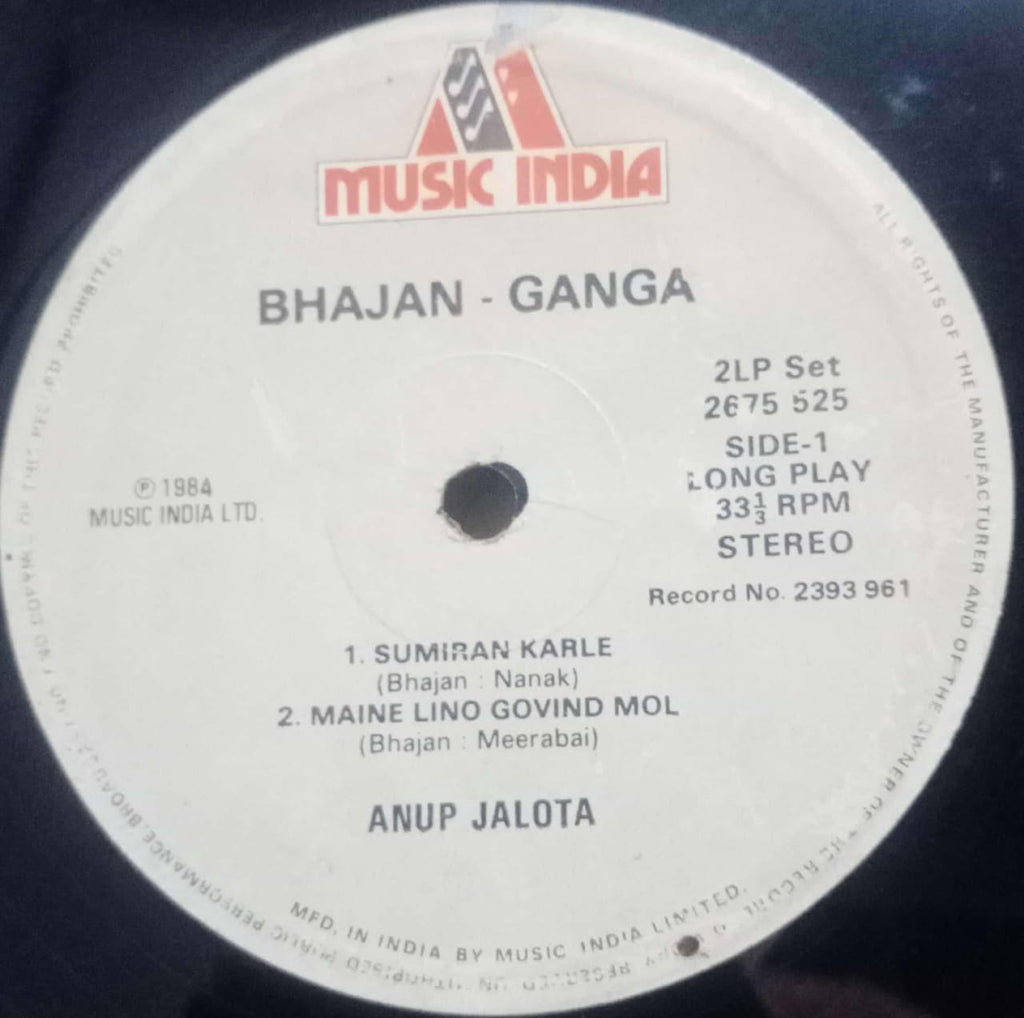 MUSIC INDIA
BHAJAN - GANGA
2LP Set
2675 525
SIDE-1
LONG PLAY
33⅓ RPM
STEREO
Record No. 2393 961
℗ 1984
MUSIC INDIA LTD.
1. SUMIRAN KARLE
(Bhajan : Nanak)
2. MAINE LINO GOVIND MOL
(Bhajan : Meerabai)
ANUP JALOTA
MFD. IN INDIA BY MUSIC INDIA LIMITED.
ALL RIGHTS OF THE MANUFACTURER AND OF THE OWNER OF THE RECORD PUBLIC PERFORMANCE, PROHIBITED